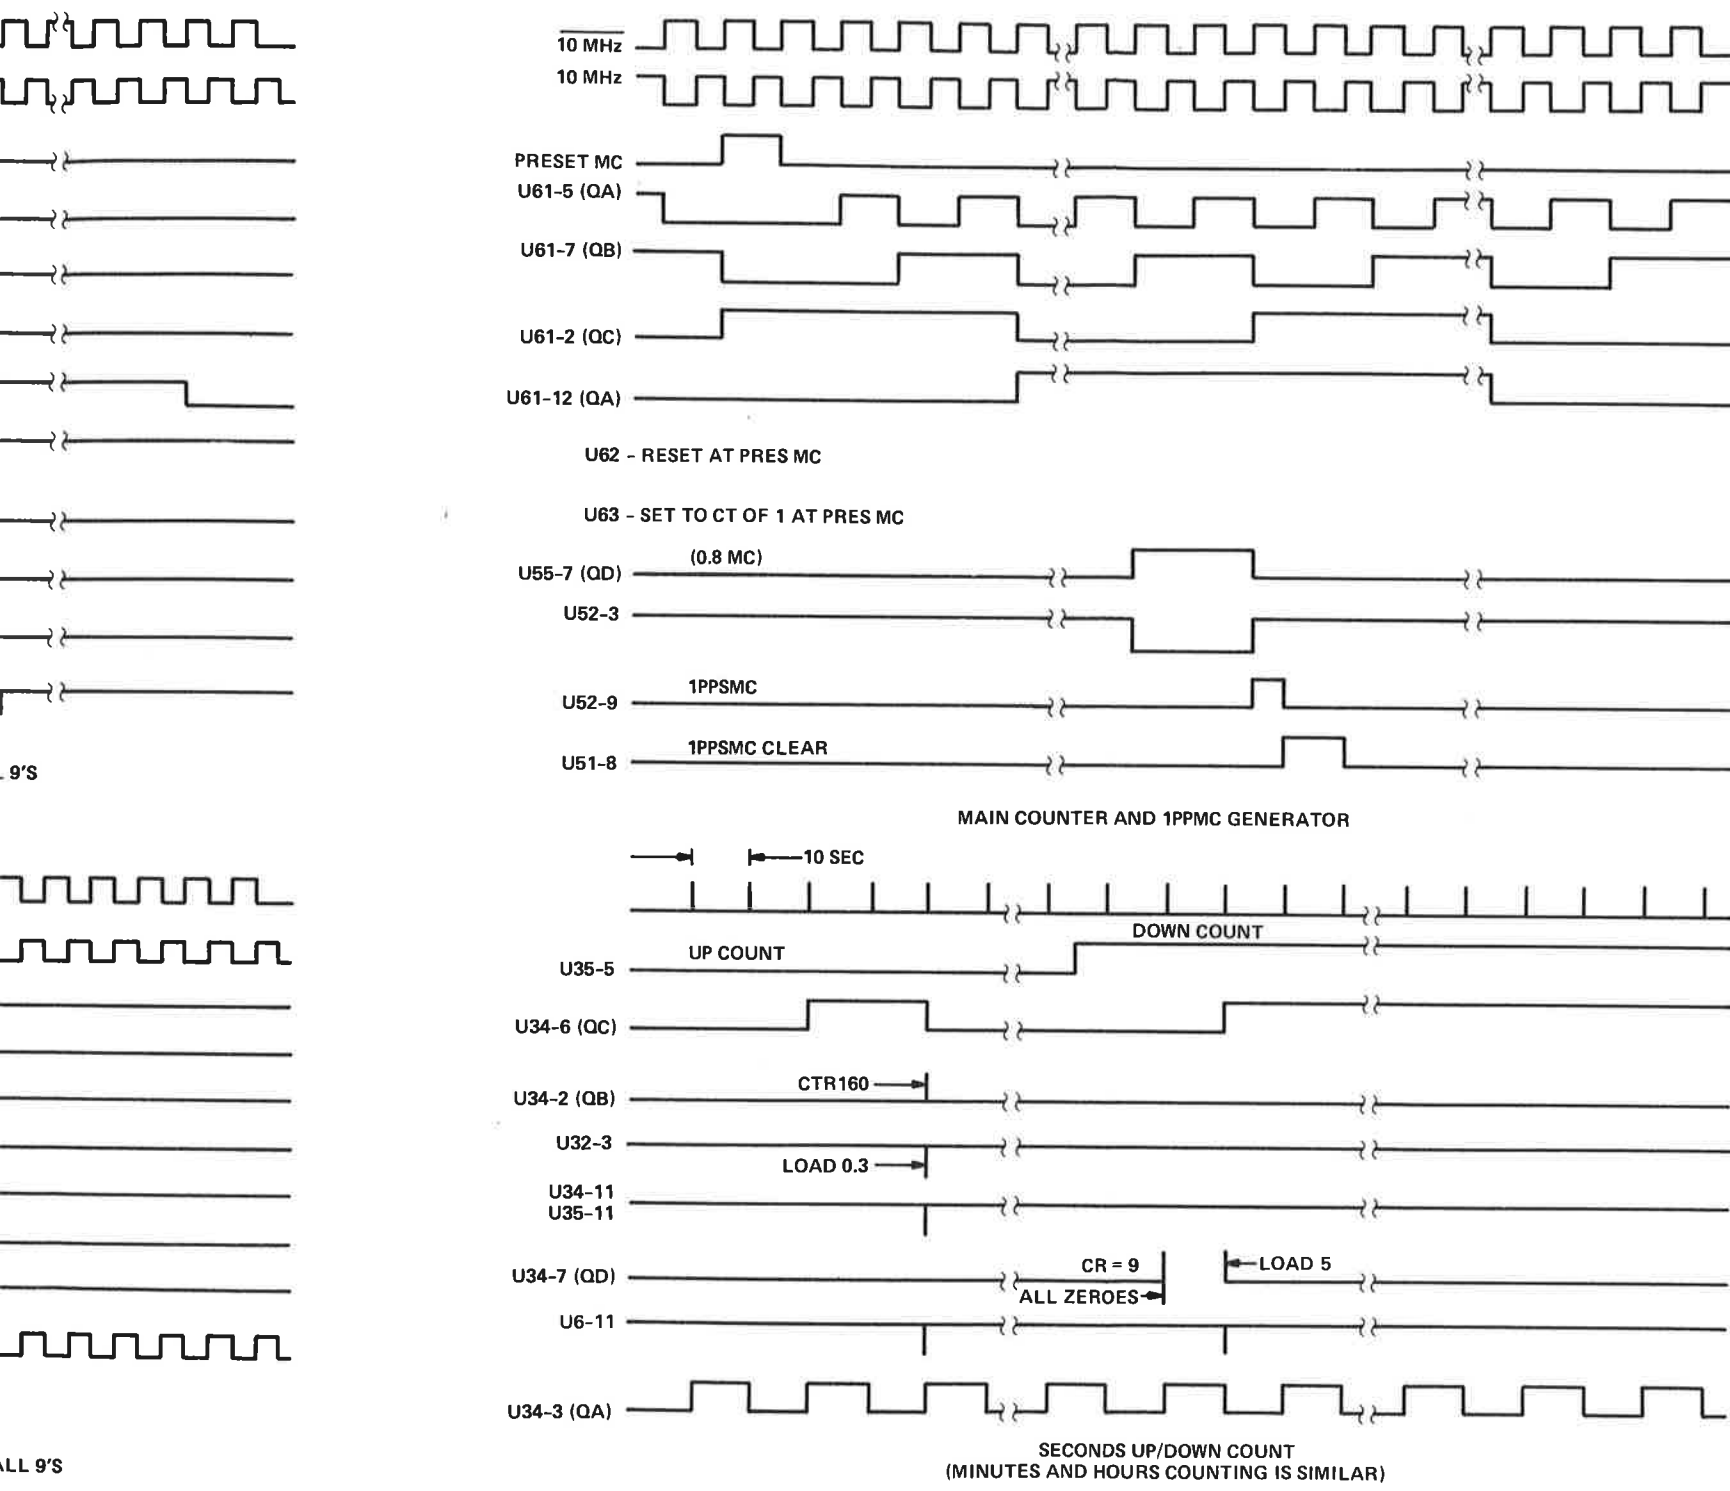 10 MHz
10 MHz
PRESET MC
U61-5 (QA)
U61-7 (QB)
U61-2 (QC)
U61-12 (QA)
U62 - RESET AT PRES MC
U63 - SET TO CT OF 1 AT PRES MC
(0.8 MC)
U55-7 (QD)
U52-3
1PPSMC
U52-9
1PPSMC CLEAR
U51-8
9'S
MAIN COUNTER AND 1PPMC GENERATOR
10 SEC
DOWN COUNT
UP COUNT
U35-5
U34-6 (QC)
CTR160
U34-2 (QB)
U32-3
LOAD 0.3
U34-11
U35-11
CR = 9
LOAD 5
U34-7 (QD)
ALL ZEROES
U6-11
U34-3 (QA)
SECONDS UP/DOWN COUNT
(MINUTES AND HOURS COUNTING IS SIMILAR)
ALL 9'S